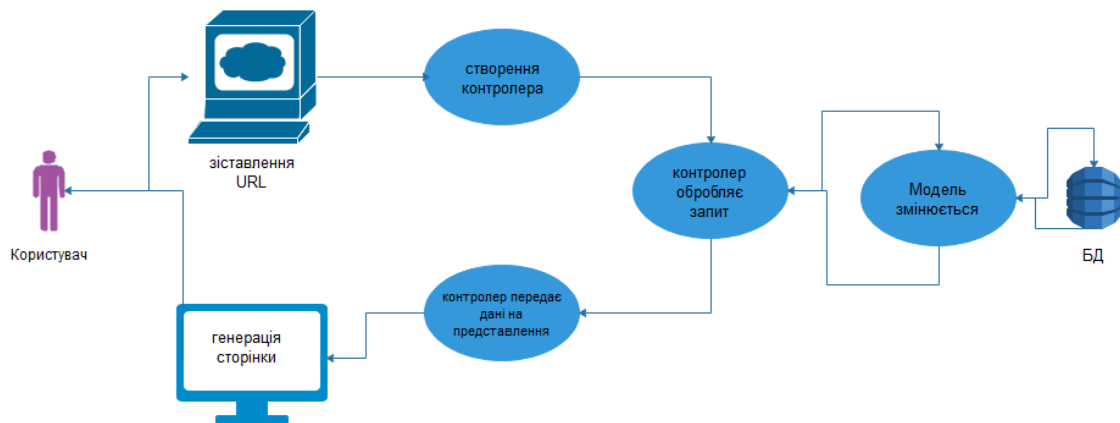 зіставлення
URL
створення
контролера
контролер
обробляє
запит
Модель
змінюється
БД
Користувач
контролер передає
дані на
представлення
генерація
сторінки